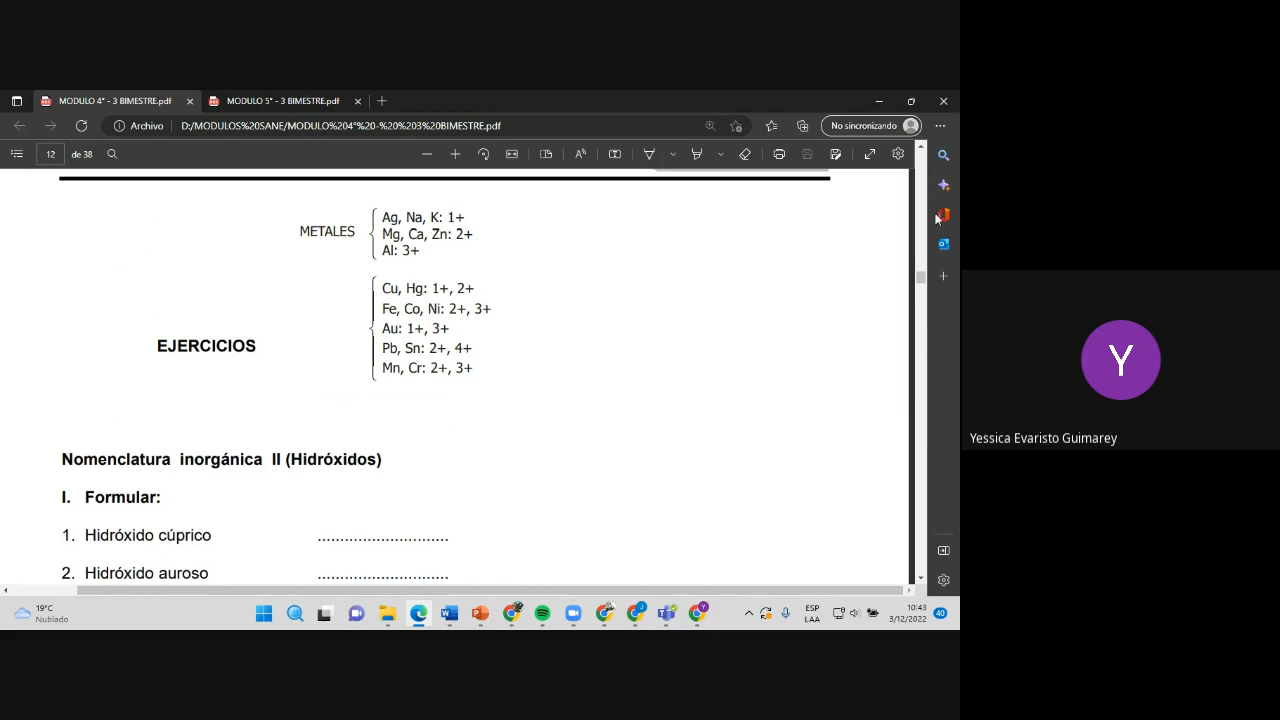 MODULO 4° - 3 BIMESTRE.pdf
MODULO 5° - 3 BIMESTRE.pdf
Archivo
D:/MODULOS%20SANE/MODULO%204°%20-%20%203%20BIMESTRE.pdf
No sincronizando
12 de 38
METALES
Ag, Na, K: 1+
Mg, Ca, Zn: 2+
Al: 3+
Cu, Hg: 1+, 2+
Fe, Co, Ni: 2+, 3+
Au: 1+, 3+
Pb, Sn: 2+, 4+
Mn, Cr: 2+, 3+
EJERCICIOS
Nomenclatura inorgánica II (Hidróxidos)
I. Formular:
1. Hidróxido cúprico .............................
2. Hidróxido auroso .............................
19°C
Nublado
ESP
LAA
10:43
3/12/2022
40
Y
Yessica Evaristo Guimarey